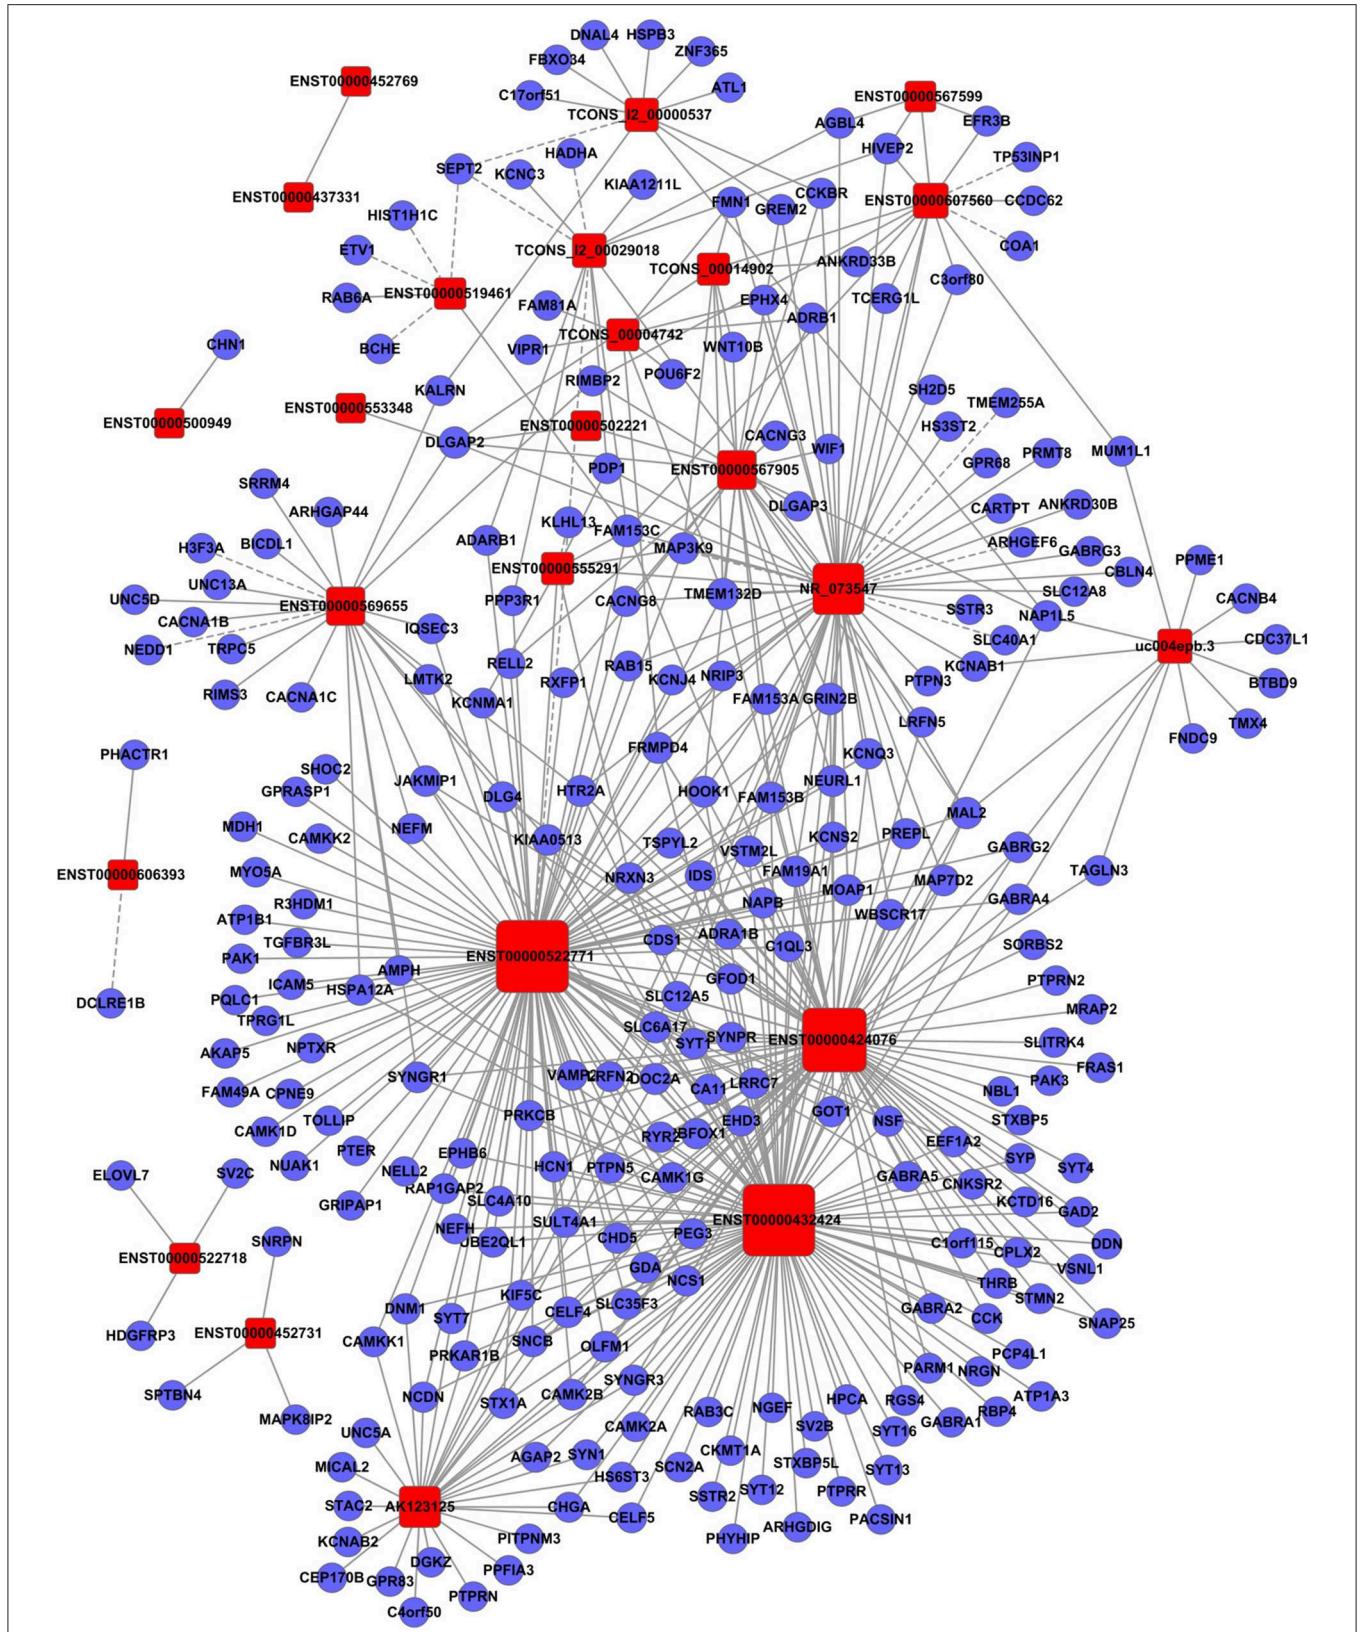 DNAL4
HSPB3
ZNF365
FBXO34
ATL1
C17orf51
TCONS_l2_00000537
ENST00000452769
ENST00000567599
AGBL4
EFR3B
HIVEP2
TP53INP1
HADHA
SEPT2
KCNC3
KIAA1211L
CCKBR
FMN1
GREM2
ENST00000607560
CCDC62
ENST00000437331
HIST1H1C
ETV1
TCONS_l2_00029018
COA1
TCONS_00014902
ANKRD33B
C3orf80
RAB6A
ENST00000519461
FAM81A
EPHX4
TCERG1L
ADRB1
TCONS_00004742
BCHE
VIPR1
WNT10B
CHN1
POU6F2
RIMBP2
KALRN
SH2D5
TMEM255A
ENST00000553348
ENST00000500949
ENST00000502221
HS3ST2
DLGAP2
CACNG3
WIF1
MUM1L1
PRMT8
GPR68
PDP1
ENST00000567905
SRRM4
ARHGAP44
DLGAP3
CARTPT
ANKRD30B
KLHL13
FAM153C
ADARB1
MAP3K9
ARHGEF6
H3F3A
BICDL1
GABRG3
PPME1
ENST00000555291
CBLN4
UNC13A
NR_073547
SLC12A8
UNC5D
ENST00000569655
PPP3R1
CACNG8
TMEM132D
SSTR3
NAP1L5
CACNB4
CACNA1B
IQSEC3
SLC40A1
CDC37L1
NEDD1
TRPC5
uc004epb.3
RELL2
RAB15
KCNAB1
LMTK2
RXFP1
KCNJ4
NRIP3
PTPN3
BTBD9
RIMS3
CACNA1C
KCNMA1
FAM153A
GRIN2B
LRFN5
TMX4
FNDC9
PHACTR1
FRMPD4
KCNQ3
SHOC2
JAKMIP1
NEURL1
GPRASP1
DLG4
HTR2A
HOOK1
FAM153B
MAL2
MDH1
CAMKK2
NEFM
KIAA0513
TSPYL2
KCNS2
PREPL
VSTM2L
GABRG2
MYO5A
ENST00000606393
NRXN3
IDS
FAM19A1
TAGLN3
MOAP1
MAP7D2
R3HDM1
NAPB
GABRA4
ATP1B1
WBSCR17
TGFBR3L
CDS1
ADRA1B
C1QL3
SORBS2
PAK1
ENST00000522771
AMPH
GFOD1
ICAM5
HSPA12A
PTPRN2
PQLC1
SLC12A5
DCLRE1B
TPRG1L
MRAP2
SLC6A17
SYT1
SYNPR
ENST00000424076
SLITRK4
AKAP5
NPTXR
FRAS1
SYNGR1
VAMP2
LRFN2
DOC2A
CA11
LRRC7
PAK3
NBL1
FAM49A
CPNE9
PRKCB
GOT1
STXBP5
TOLLIP
EHD3
NSF
CAMK1D
RYR2
EEF1A2
PTER
EPHB6
SYP
NUAK1
SYT4
HCN1
PTPN5
CAMK1G
ELOVL7
SV2C
NELL2
GABRA5
CNKSR2
RAP1GAP2
SLC4A10
KCTD16
GRIPAP1
GAD2
ENST00000432424
NEFH
SULT4A1
CHD5
PEG3
UBE2QL1
C1orf115
DDN
SNRPN
CPLX2
ENST00000522718
GDA
VSNL1
NCS1
THRB
KIF5C
SLC35F3
STMN2
DNM1
SYT7
CELF4
GABRA2
CCK
SNAP25
ENST00000452731
HDGFRP3
CAMKK1
SNCB
OLFM1
PRKAR1B
PCP4L1
PARM1
NRGN
SYNGR3
SPTBN4
NCDN
STX1A
CAMK2B
HPCA
RGS4
ATP1A3
RAB3C
NGEF
RBP4
MAPK8IP2
GABRA1
CAMK2A
SV2B
SYT16
UNC5A
CKMT1A
AGAP2
SYN1
MICAL2
SCN2A
STXBP5L
SYT13
HS6ST3
SYT12
PTPRR
SSTR2
STAC2
AK123125
CHGA
CELF5
PACSIN1
ARHGDIG
PHYHIP
KCNAB2
PITPNM3
DGKZ
PPFIA3
CEP170B
GPR83
PTPRN
C4orf50